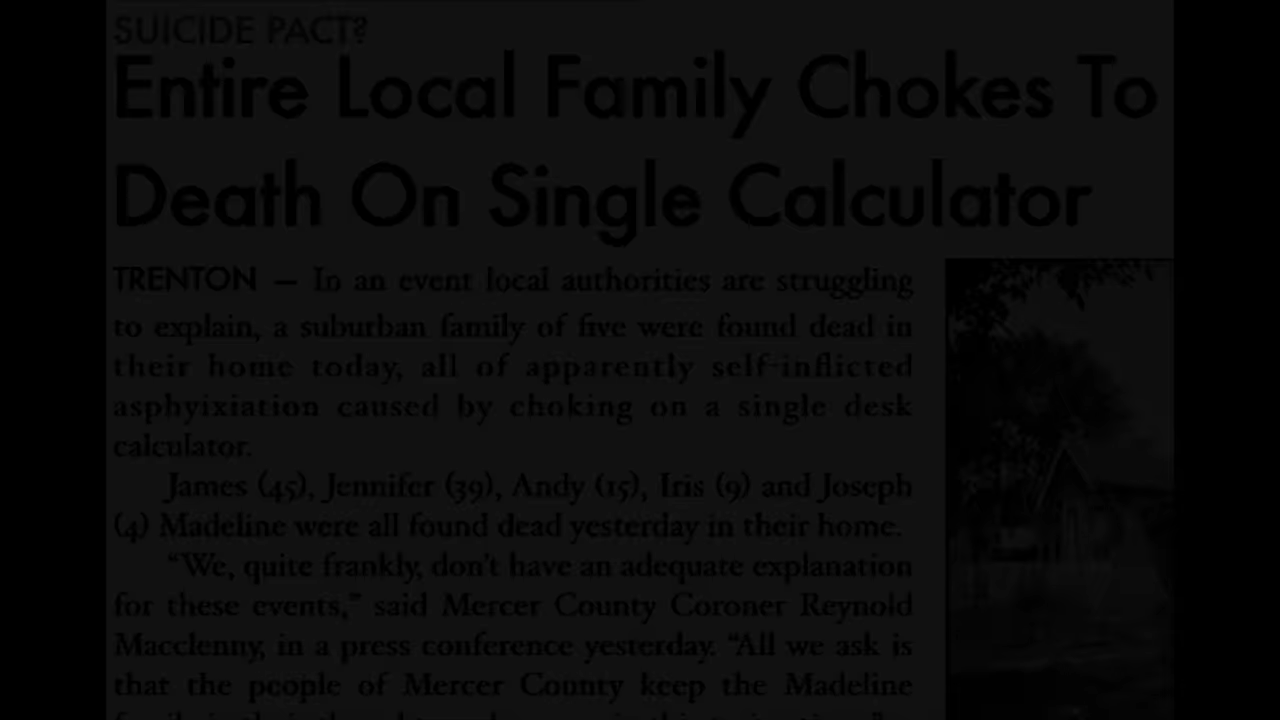 SUICIDE PACT?
Entire Local Family Chokes To
Death On Single Calculator
TRENTON — In an event local authorities are struggling
to explain, a suburban family of five were found dead in
their home today, all of apparently self-inflicted
asphyixiation caused by choking on a single desk
calculator.
James (45), Jennifer (39), Andy (15), Iris (9) and Joseph
(4) Madeline were all found dead yesterday in their home.
“We, quite frankly, don’t have an adequate explanation
for these events,” said Mercer County Coroner Reynold
Macclenny, in a press conference yesterday. “All we ask is
that the people of Mercer County keep the Madeline